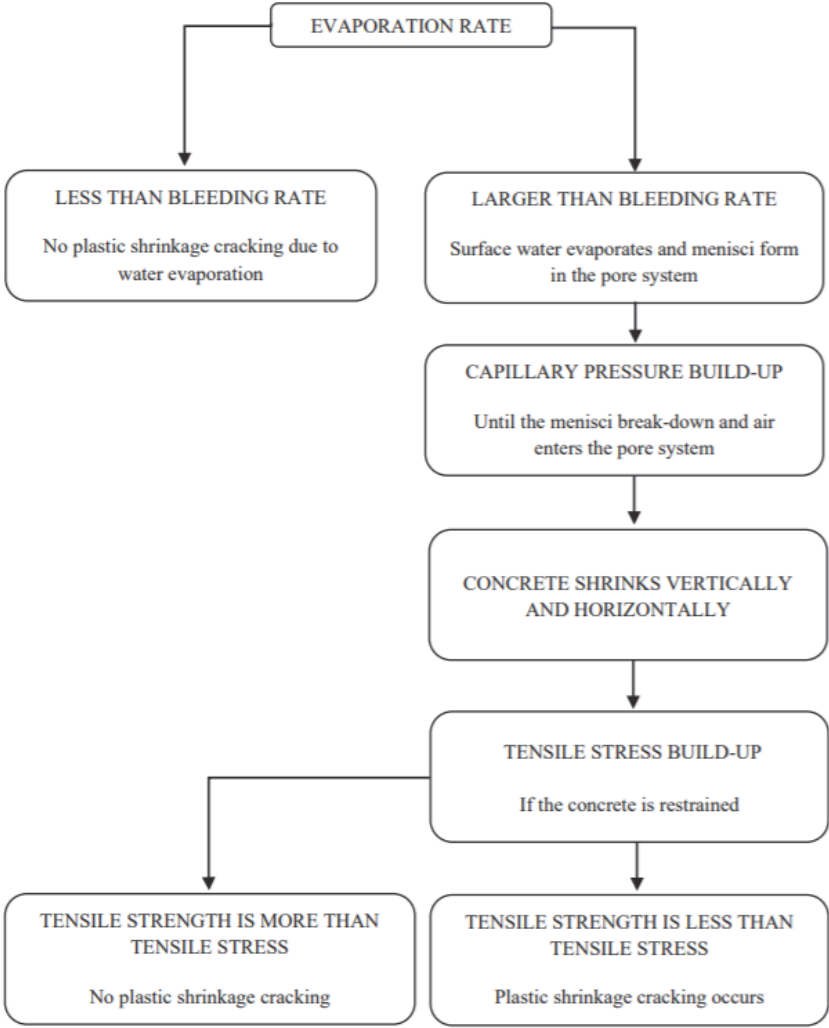 EVAPORATION RATE
LESS THAN BLEEDING RATE
No plastic shrinkage cracking due to
water evaporation
LARGER THAN BLEEDING RATE
Surface water evaporates and menisci form
in the pore system
CAPILLARY PRESSURE BUILD-UP
Until the menisci break-down and air
enters the pore system
CONCRETE SHRINKS VERTICALLY
AND HORIZONTALLY
TENSILE STRESS BUILD-UP
If the concrete is restrained
TENSILE STRENGTH IS MORE THAN
TENSILE STRESS
No plastic shrinkage cracking
TENSILE STRENGTH IS LESS THAN
TENSILE STRESS
Plastic shrinkage cracking occurs